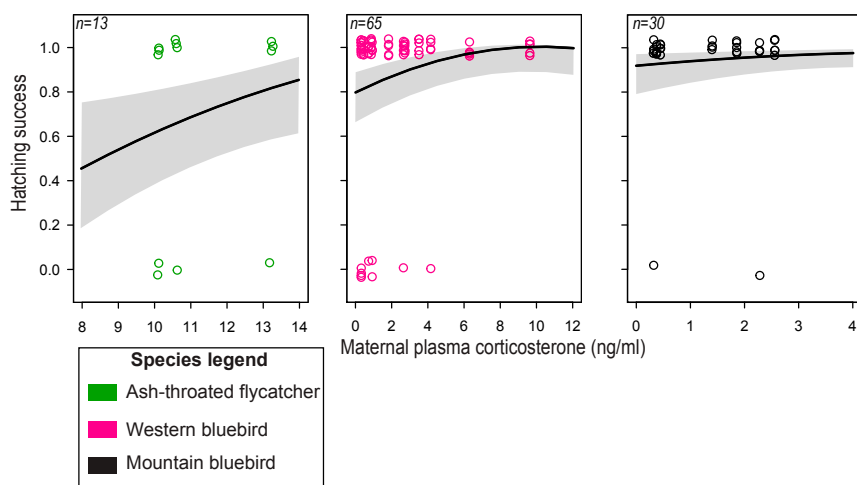 n=13
n=65
n=30
Hatching success
1.0
0.8
0.6
0.4
0.2
0.0
8 9 10 11 12 13 14
0 2 4 6 8 10 12
0 1 2 3 4
Maternal plasma corticosterone (ng/ml)
Species legend
Ash-throated flycatcher
Western bluebird
Mountain bluebird